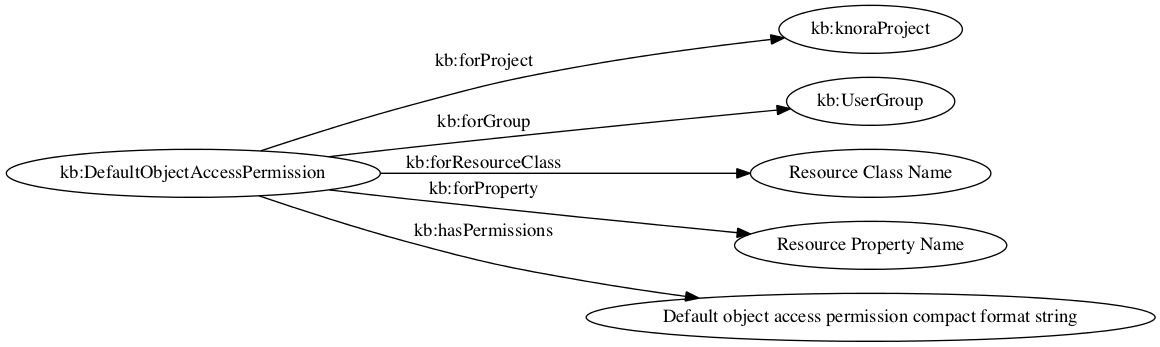 kb:knoraProject
kb:forProject
kb:UserGroup
kb:forGroup
kb:DefaultObjectAccessPermission
kb:forResourceClass
Resource Class Name
kb:forProperty
Resource Property Name
kb:hasPermissions
Default object access permission compact format string